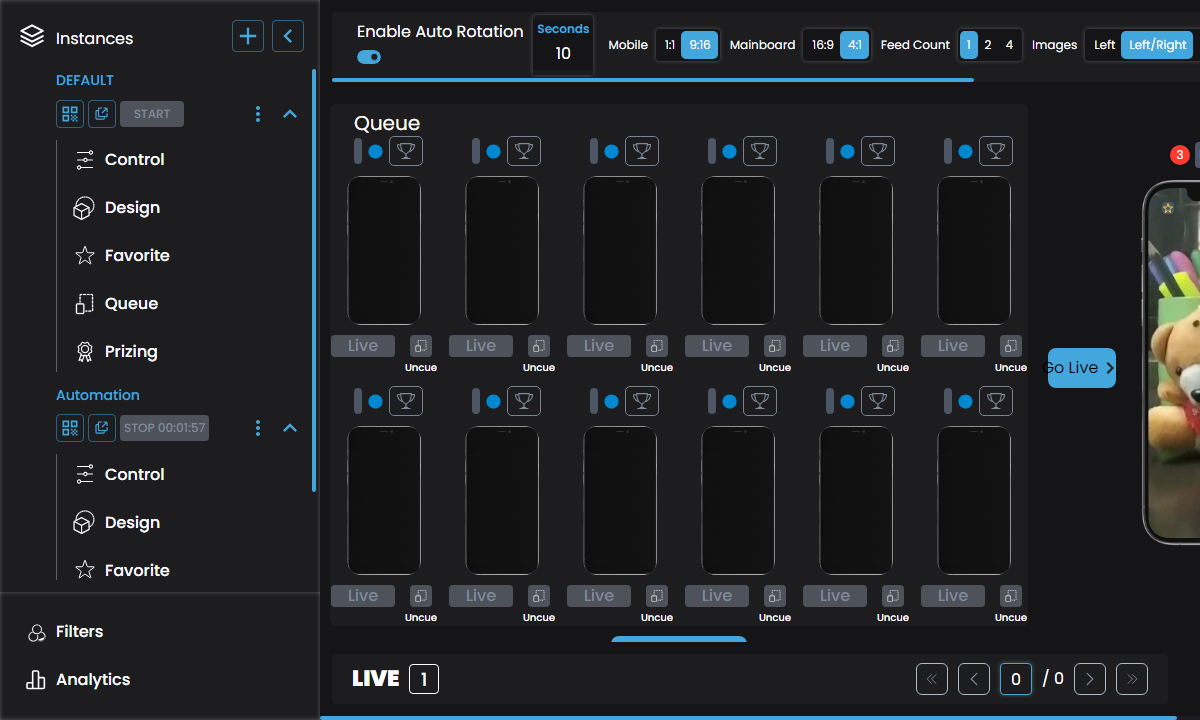 Instances
DEFAULT
START
Control
Design
Favorite
Queue
Prizing
Automation
STOP 00:01:57
Control
Design
Favorite
Filters
Analytics
Enable Auto Rotation
Seconds
10
Mobile 1:1 9:16 Mainboard 16:9 4:1 Feed Count 1 2 4 Images Left Left/Right
Queue
Live Live Live Live Live Live
Uncue Uncue Uncue Uncue Uncue Uncue
Live Live Live Live Live Live
Uncue Uncue Uncue Uncue Uncue Uncue
3
Go Live
LIVE 1
0 / 0